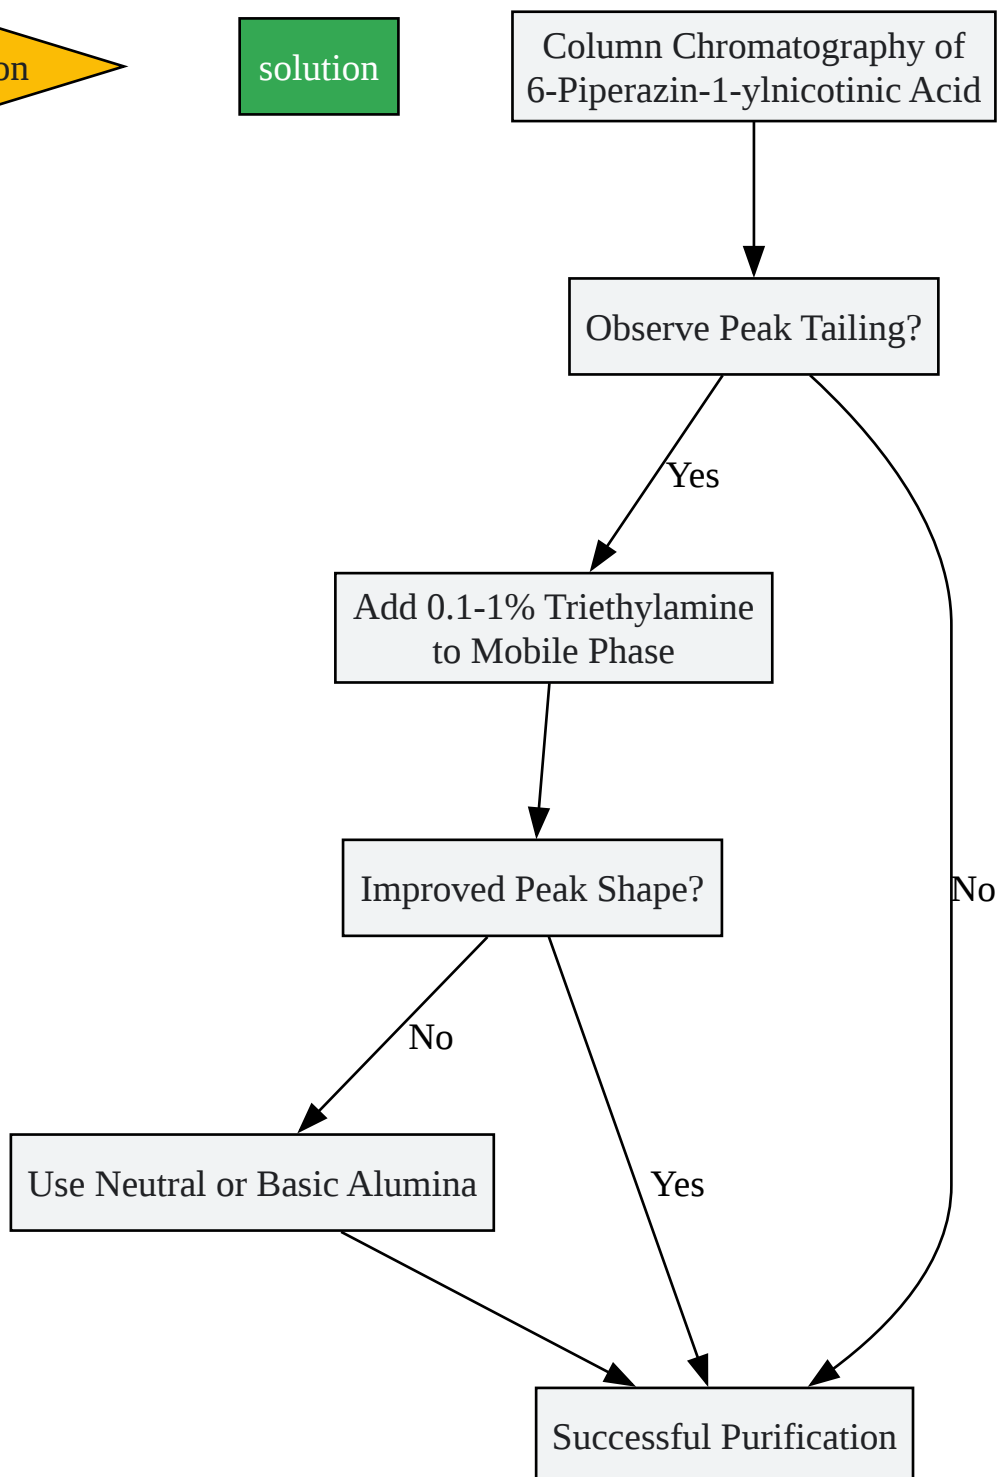 on
solution
Column Chromatography of
6-Piperazin-1-ylnicotinic Acid
Observe Peak Tailing?
Yes
Add 0.1-1% Triethylamine
to Mobile Phase
Improved Peak Shape?
No
No
Use Neutral or Basic Alumina
Yes
Successful Purification